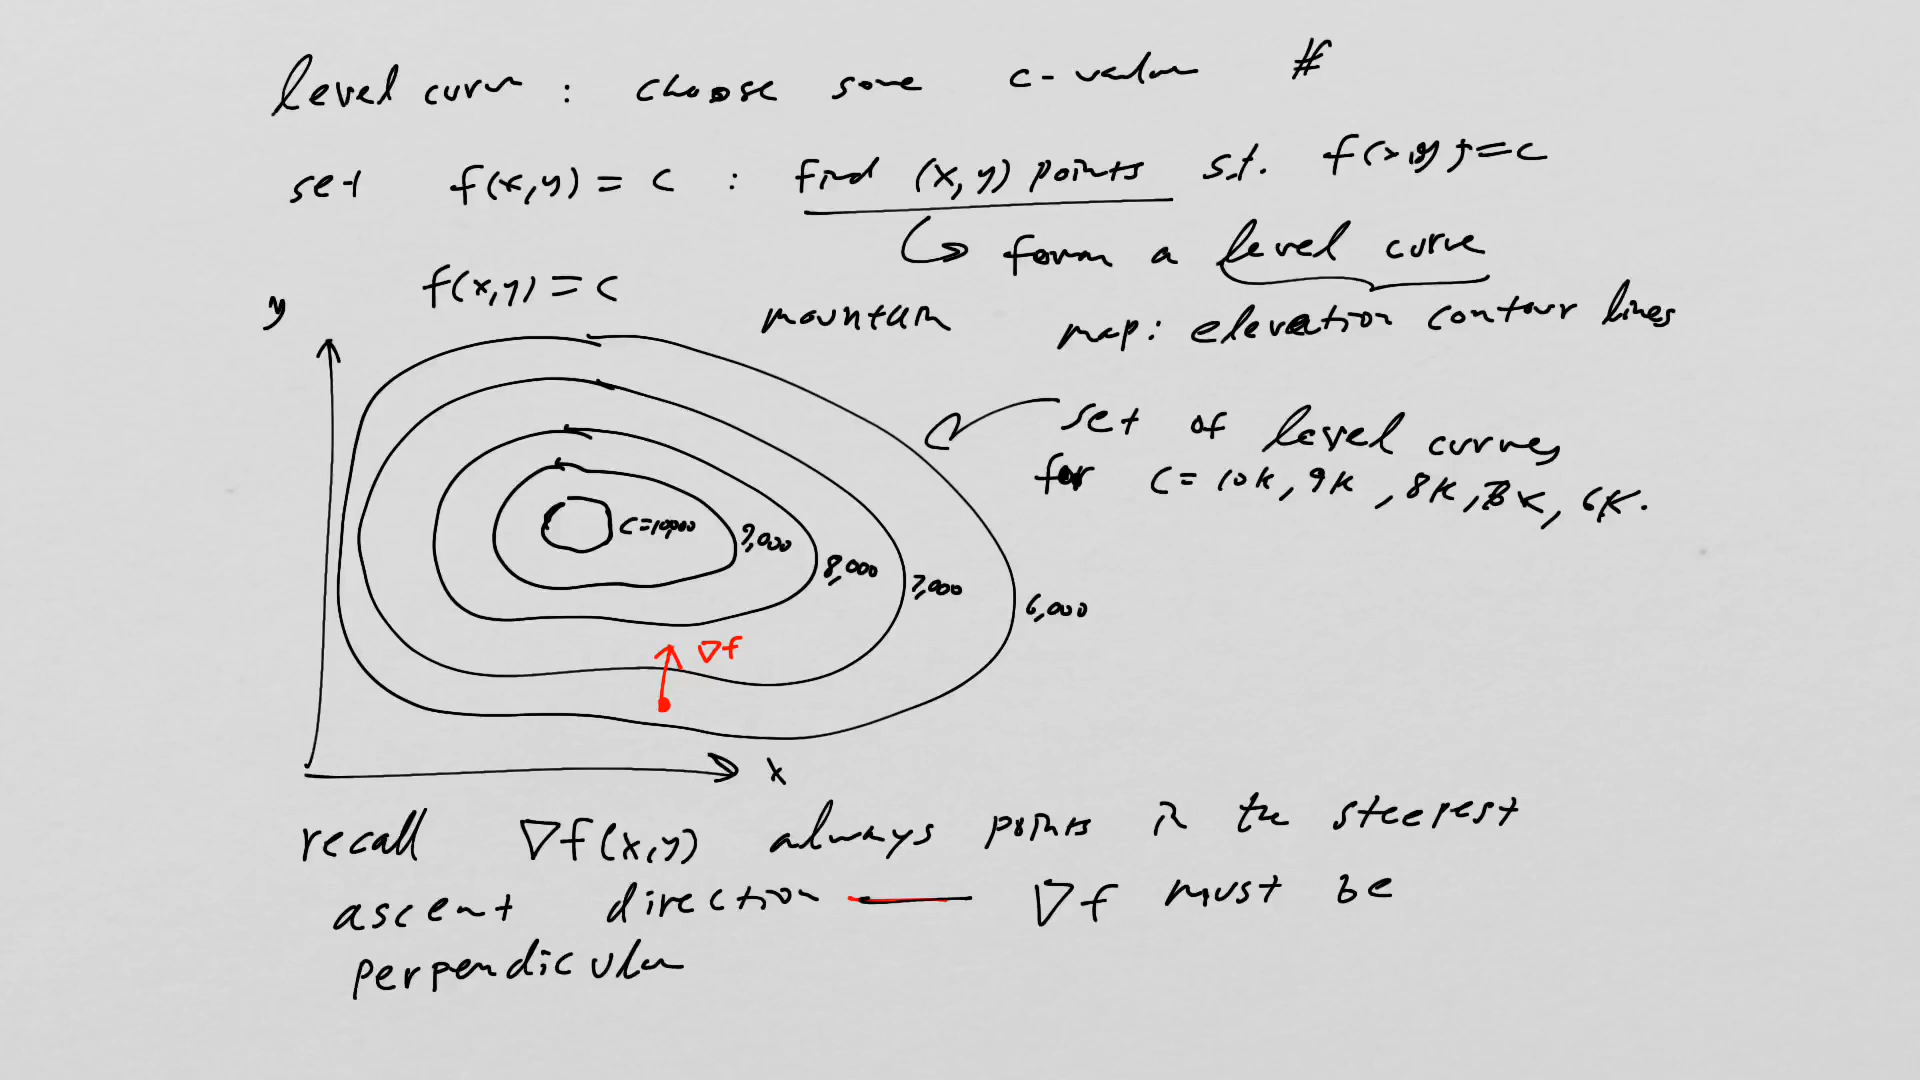 level curve : choose some c-value #
set f(x,y) = c : find (x,y) points s.t. f(x,y)=c
form a level curve
f(x,y) = c
y
mountain
map: elevation contour lines
set of level curves
for c= 10k, 9k, 8k, 7k, 6k.
c=10,000 9,000 8,000 7,000 6,000
∇f
x
recall ∇f(x,y) always points in the steepest
ascent direction — ∇f must be
perpendicular